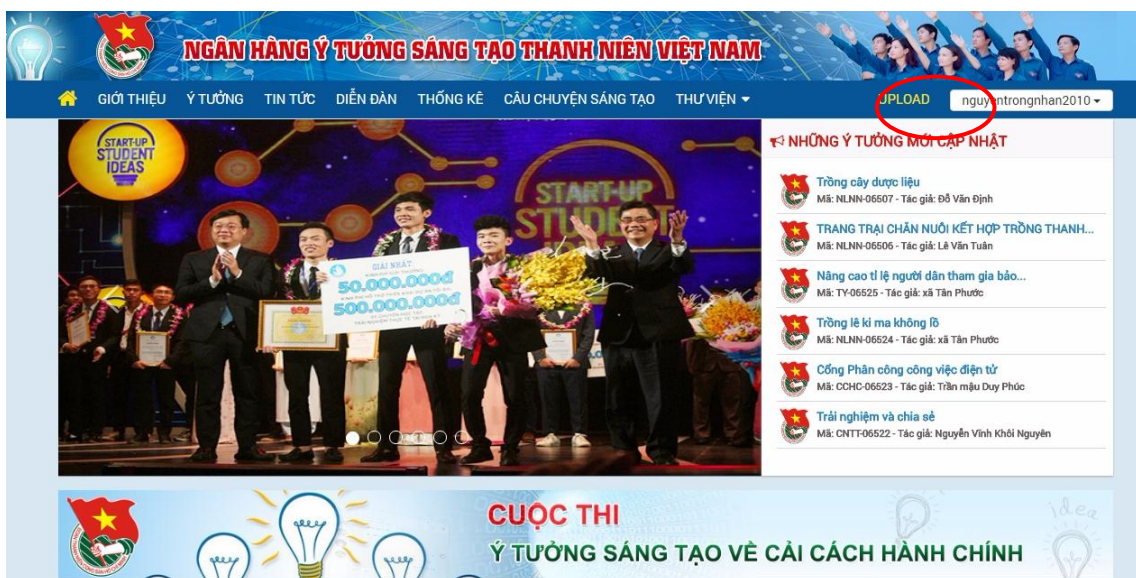 NGÂN HÀNG Ý TƯỞNG SÁNG TẠO THANH NIÊN VIỆT NAM
GIỚI THIỆU Ý TƯỞNG TIN TỨC DIỄN ĐÀN THỐNG KÊ CÂU CHUYỆN SÁNG TẠO THƯ VIỆN UPLOAD nguyentrongnhan2010
START-UP
STUDENT
IDEAS
START-UP
STUDENT
GIẢI NHẤT
50.000.000đ
500.000.000đ
NHỮNG Ý TƯỞNG MỚI CẬP NHẬT
Trồng cây dược liệu
Mã: NLNN-06507 - Tác giả: Đỗ Văn Định
TRANG TRẠI CHĂN NUÔI KẾT HỢP TRỒNG THANH...
Mã: NLNN-06506 - Tác giả: Lê Văn Tuân
Nâng cao tỉ lệ người dân tham gia bảo...
Mã: TY-06525 - Tác giả: xã Tân Phước
Trồng lê ki ma khổng lồ
Mã: NLNN-06524 - Tác giả: xã Tân Phước
Cổng Phân công công việc điện tử
Mã: CCHC-06523 - Tác giả: Trần mậu Duy Phúc
Trải nghiệm và chia sẻ
Mã: CNTT-06522 - Tác giả: Nguyễn Vĩnh Khôi Nguyên
CUỘC THI
Ý TƯỞNG SÁNG TẠO VỀ CẢI CÁCH HÀNH CHÍNH
idea